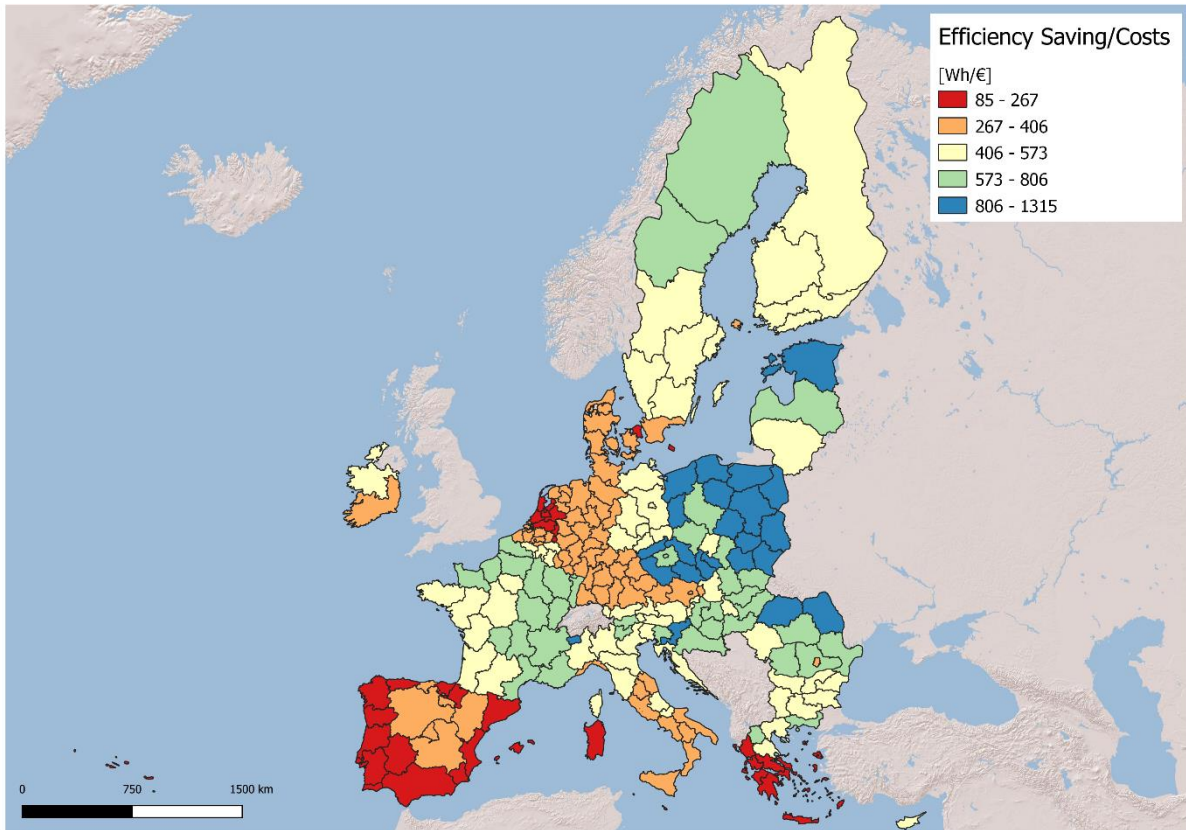 Efficiency Saving/Costs
[Wh/€]
85 - 267
267 - 406
406 - 573
573 - 806
806 - 1315
0 750 1500 km